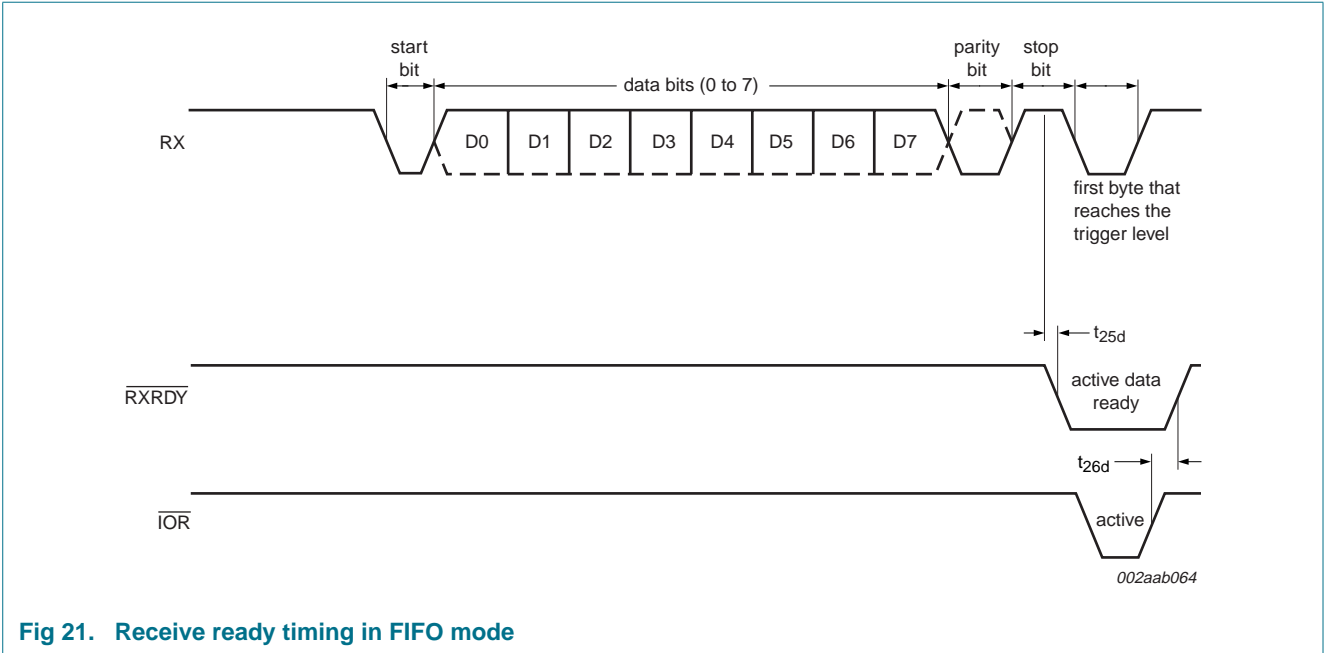 start
bit
data bits (0 to 7)
parity
bit
stop
bit
RX
D0 D1 D2 D3 D4 D5 D6 D7
first byte that
reaches the
trigger level
t25d
RXRDY
active data
ready
t26d
IOR
active
002aab064
Fig 21. Receive ready timing in FIFO mode